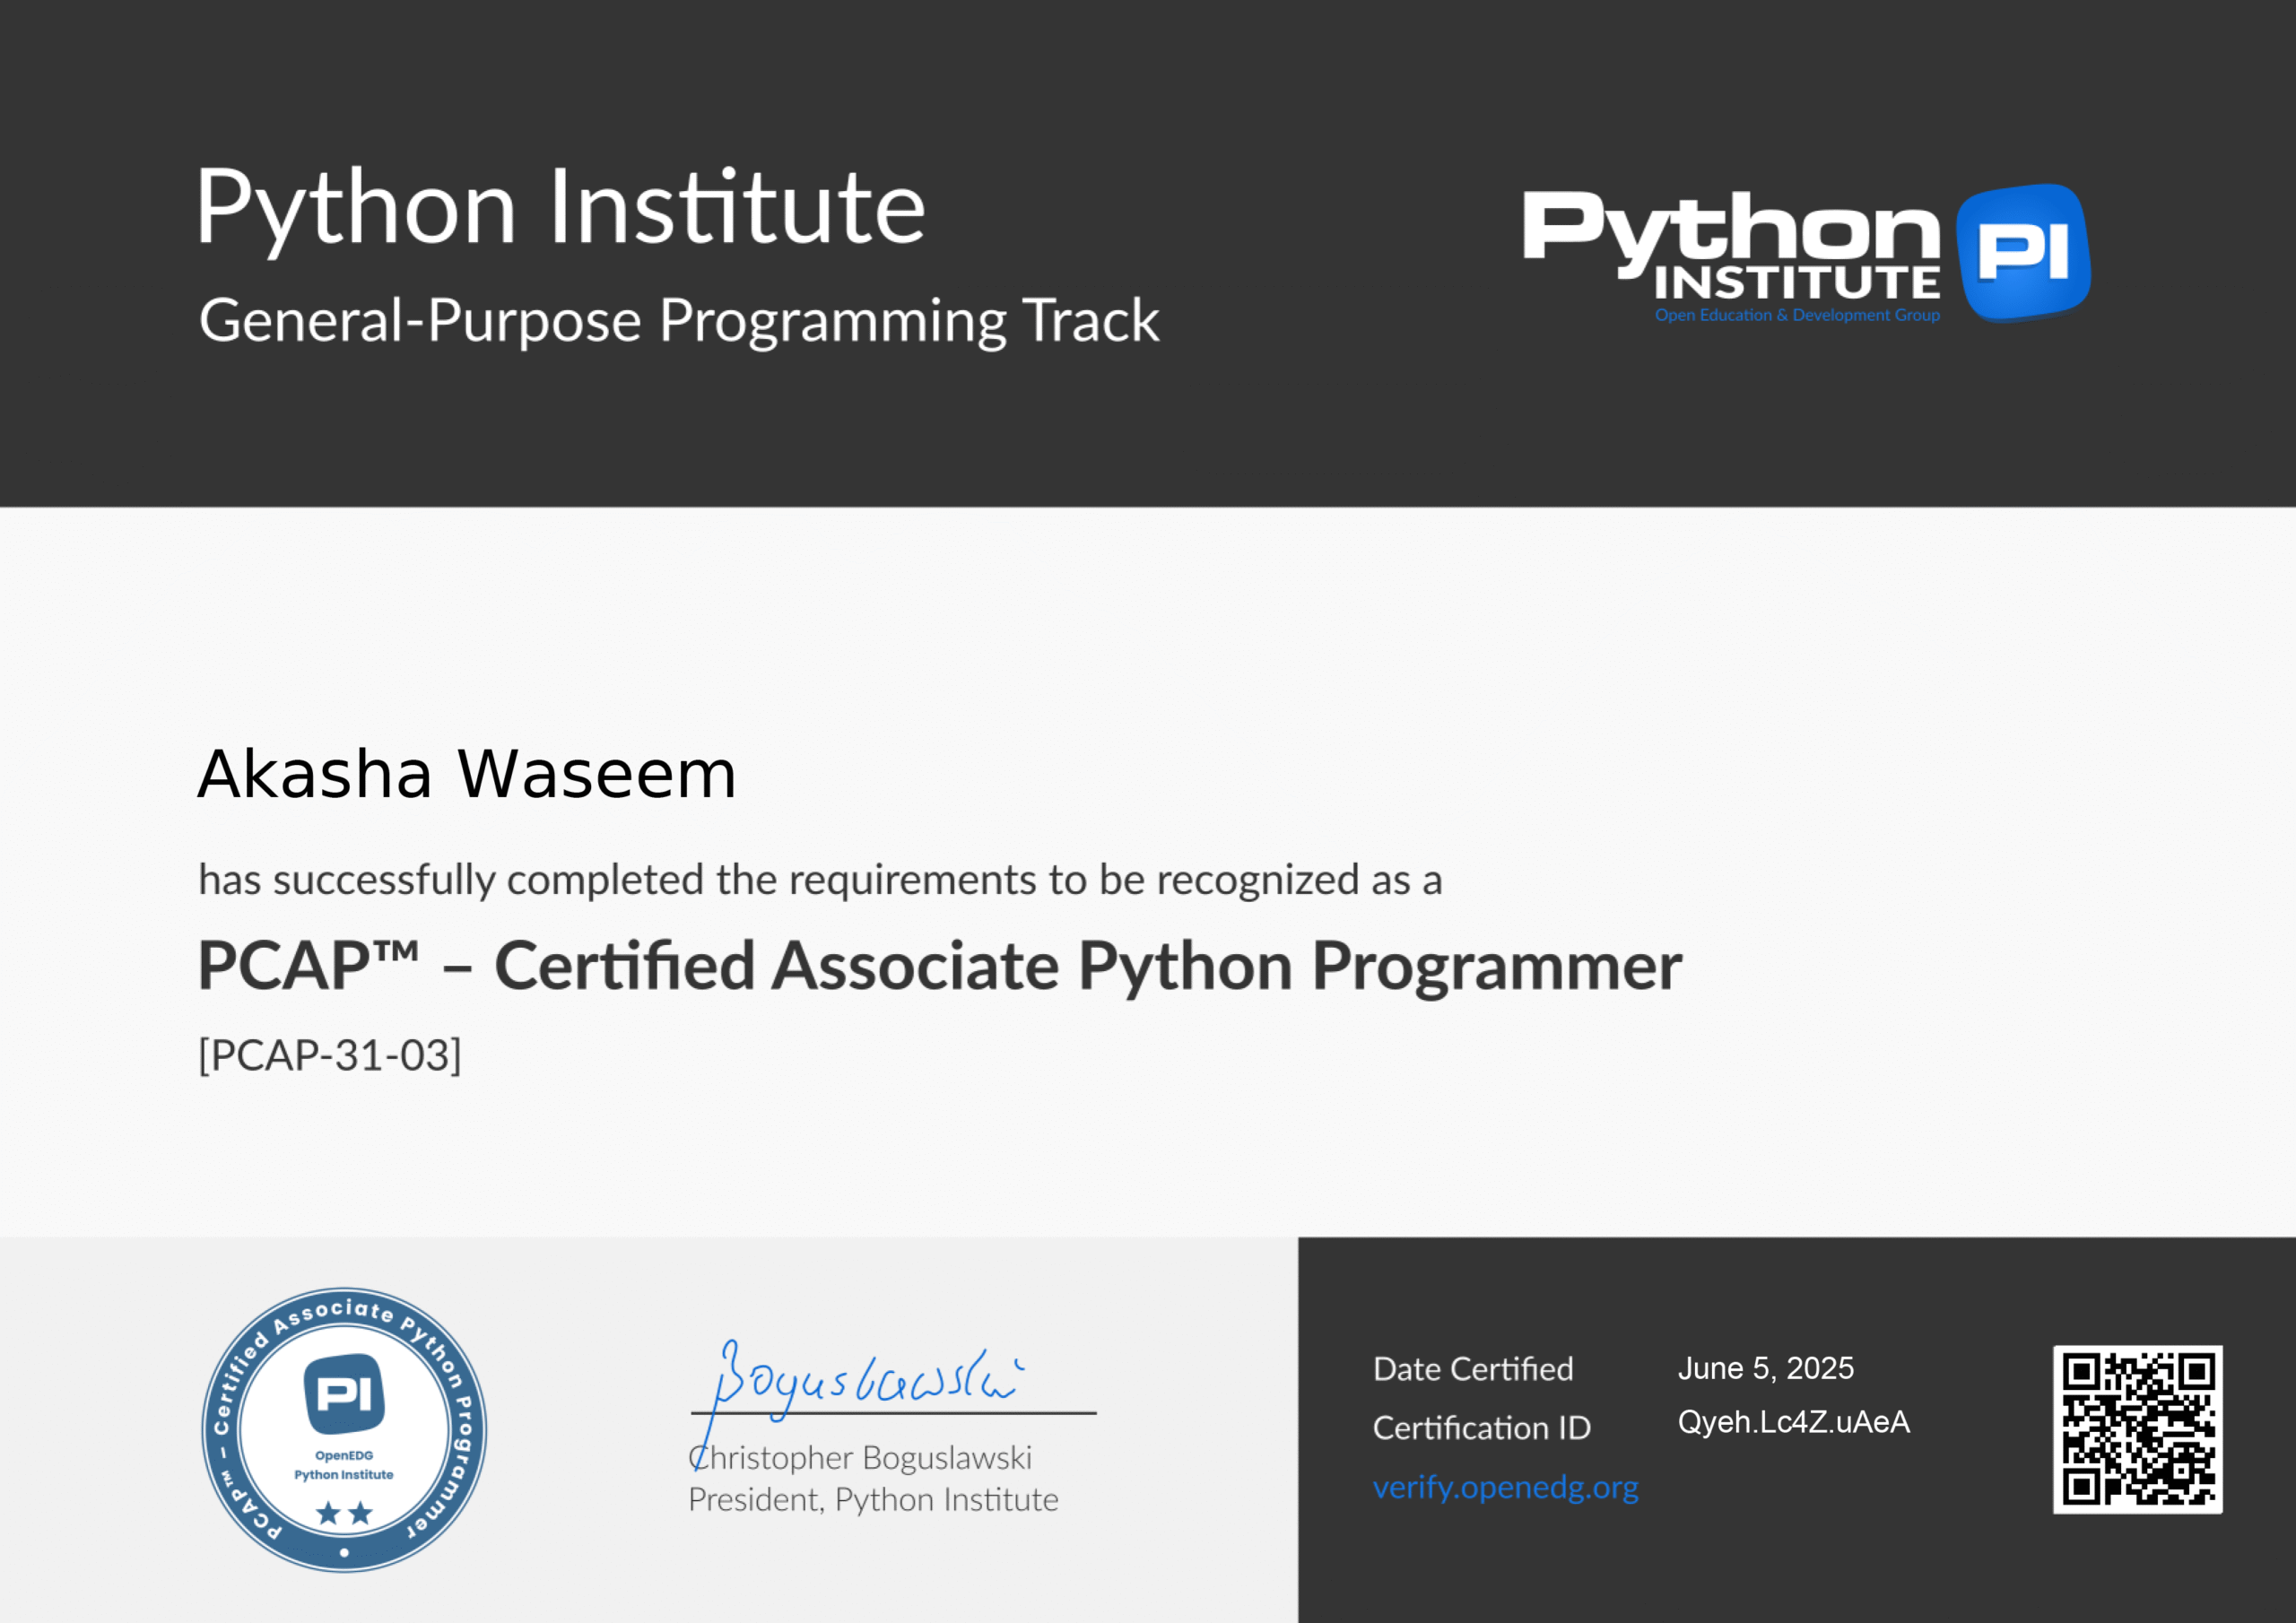 Python Institute
General-Purpose Programming Track
Python
INSTITUTE
Open Education & Development Group
PI
Akasha Waseem
has successfully completed the requirements to be recognized as a
PCAP™ – Certified Associate Python Programmer
[PCAP-31-03]
PCAP™ – Certified Associate Python Programmer
PI
OpenEDG
Python Institute
Boguslawski
Christopher Boguslawski
President, Python Institute
Date Certified June 5, 2025
Certification ID Qyeh.Lc4Z.uAeA
verify.openedg.org